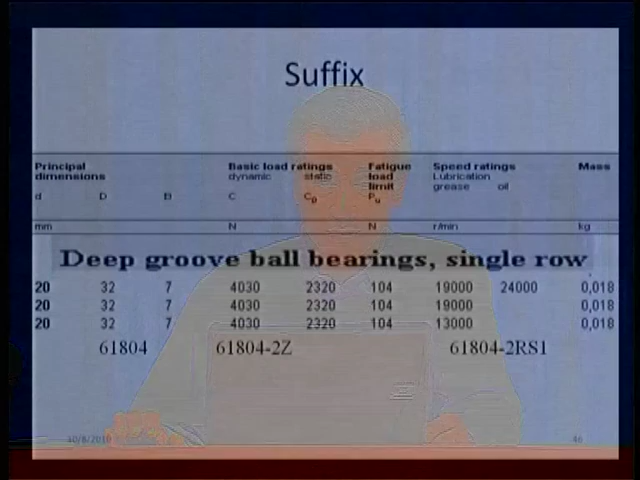 Suffix
Principal dimensions Basic load ratings dynamic static Fatigue load limit Speed ratings Lubrication grease oil Mass
d D B C C0 Pu
mm N N r/min kg
Deep groove ball bearings, single row
20 32 7 4030 2320 104 19000 24000 0,018
20 32 7 4030 2320 104 19000 0,018
20 32 7 4030 2320 104 13000 0,018
61804 61804-2Z 61804-2RS1
46